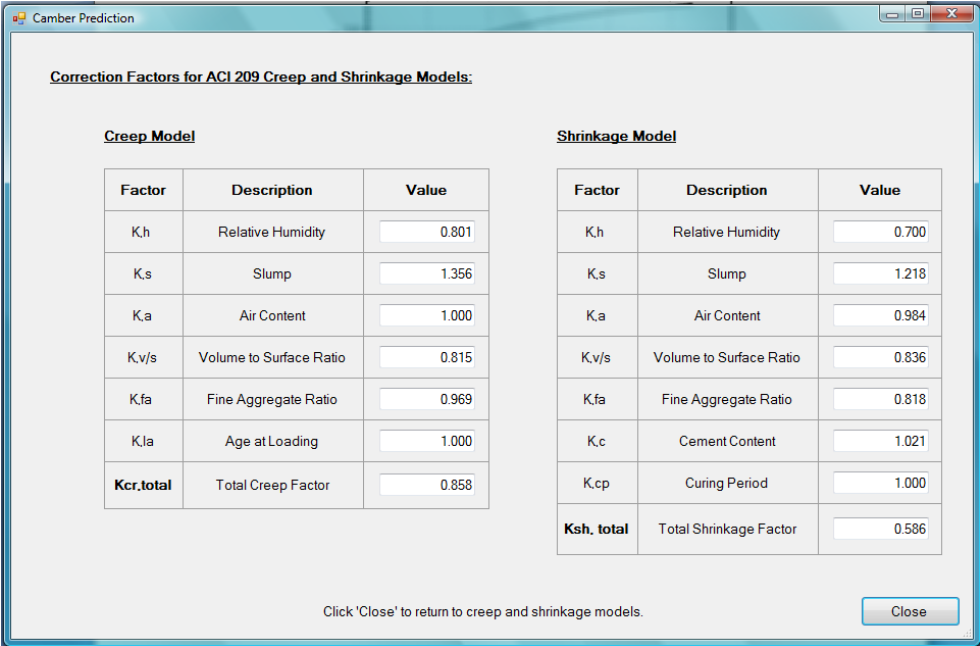 Camber Prediction
Correction Factors for ACI 209 Creep and Shrinkage Models:
Creep Model
Factor Description Value
K,h Relative Humidity 0.801
K,s Slump 1.356
K,a Air Content 1.000
K,v/s Volume to Surface Ratio 0.815
K,fa Fine Aggregate Ratio 0.969
K,la Age at Loading 1.000
Kcr,total Total Creep Factor 0.858
Shrinkage Model
Factor Description Value
K,h Relative Humidity 0.700
K,s Slump 1.218
K,a Air Content 0.984
K,v/s Volume to Surface Ratio 0.836
K,fa Fine Aggregate Ratio 0.818
K,c Cement Content 1.021
K,cp Curing Period 1.000
Ksh, total Total Shrinkage Factor 0.586
Click 'Close' to return to creep and shrinkage models.
Close